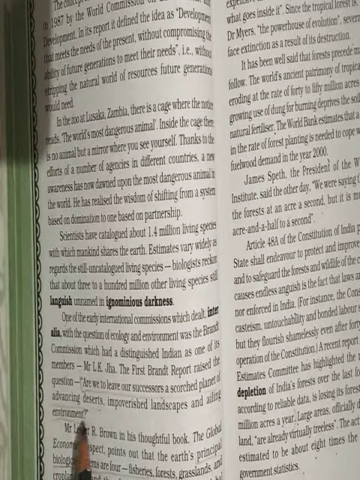 in 1987 by the World Commission on
Development. In its report it defined the idea as "Development
that meets the needs of the present, without compromising the
ability of future generations to meet their needs", i.e., without
stripping the natural world of resources future generations
would need.
In the zoo at Lusaka, Zambia, there is a cage where the notice
reads, 'The world's most dangerous animal'. Inside the cage there
is no animal but a mirror where you see yourself. Thanks to the
efforts of a number of agencies in different countries, a new
awareness has now dawned upon the most dangerous animal in
the world. He has realised the wisdom of shifting from a system
based on domination to one based on partnership.
Scientists have catalogued about 1.4 million living species
with which mankind shares the earth. Estimates vary widely as
regards the still-uncatalogued living species — biologists reckon
that about three to a hundred million other living species still
languish unnamed in ignominious darkness.
One of the early international commissions which dealt, inter
alia, with the question of ecology and environment was the Brandt
Commission which had a distinguished Indian as one of its
members — Mr L.K. Jha. The First Brandt Report raised the
question—"Are we to leave our successors a scorched planet of
advancing deserts, impoverished landscapes and ailing
environment?"
Mr R. Brown in his thoughtful book, The Global
Economic points out that the earth's principal
are four — fisheries, forests, grasslands, and
what goes inside it". Since the tropical forest is
Dr Myers, "the powerhouse of evolution", several
face extinction as a result of its destruction.
It has been well said that forests precede
follow. The world's ancient patrimony of tropical
eroding at the rate of forty to fifty million acres
growing use of dung for burning deprives the soil
natural fertiliser. The World Bank estimates that a
in the rate of forest planting is needed to cope with
fuelwood demand in the year 2000.
James Speth, the President of the World
Institute, said the other day, "We were saying
the forests at an acre a second, but it is much
acre-and-a-half to a second".
Article 48A of the Constitution of India
State shall endeavour to protect and improve
and to safeguard the forests and wildlife of the
causes endless anguish is the fact that laws are
nor enforced in India. (For instance, the Constitution
casteism, untouchability and bonded labour
but they flourish shamelessly even after forty
operation of the Constitution.) A recent report
Estimates Committee has highlighted the
depletion of India's forests over the last four
according to reliable data, is losing its forests
million acres a year. Large areas, officially
land, "are already virtually treeless". The actual
estimated to be about eight times the
government statistics.